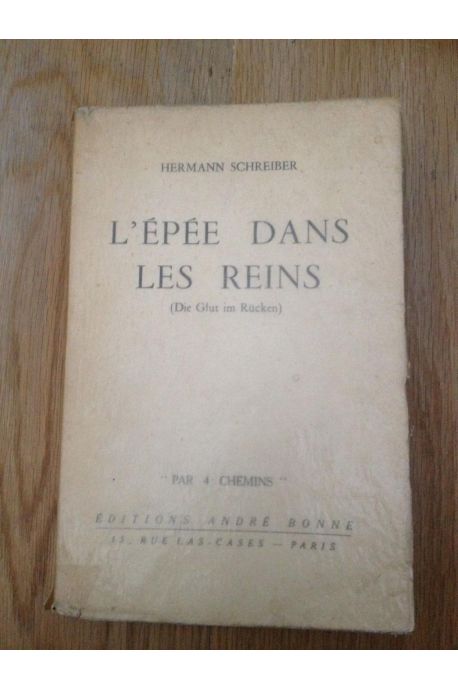 HERMANN SCHREIBER
L'ÉPÉE DANS
LES REINS
(Die Glut im Rücken)
" PAR 4 CHEMINS "
ÉDITIONS ANDRÉ BONNE
15, RUE LAS-CASES — PARIS